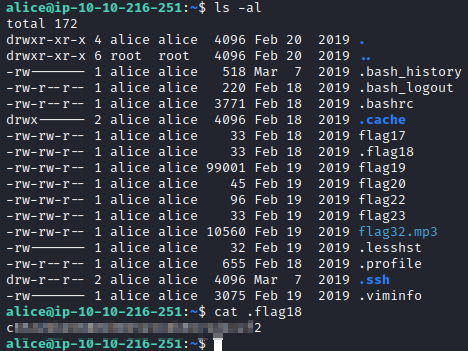 alice@ip-10-10-216-251:~$ ls -al
total 172
drwxr-xr-x 4 alice alice  4096 Feb 20  2019 .
drwxr-xr-x 6 root  root   4096 Feb 20  2019 ..
-rw------- 1 alice alice   518 Mar  7  2019 .bash_history
-rw-r--r-- 1 alice alice   220 Feb 18  2019 .bash_logout
-rw-r--r-- 1 alice alice  3771 Feb 18  2019 .bashrc
drwx------ 2 alice alice  4096 Feb 18  2019 .cache
-rw-rw-r-- 1 alice alice    33 Feb 18  2019 flag17
-rw-rw-r-- 1 alice alice    33 Feb 18  2019 .flag18
-rw-rw-r-- 1 alice alice 99001 Feb 19  2019 flag19
-rw-rw-r-- 1 alice alice    45 Feb 19  2019 flag20
-rw-rw-r-- 1 alice alice    96 Feb 19  2019 flag22
-rw-rw-r-- 1 alice alice    33 Feb 19  2019 flag23
-rw-rw-r-- 1 alice alice 10560 Feb 19  2019 flag32.mp3
-rw------- 1 alice alice    32 Feb 19  2019 .lesshst
-rw-r--r-- 1 alice alice   655 Feb 18  2019 .profile
drw-r--r-- 2 alice alice  4096 Mar  7  2019 .ssh
-rw------- 1 alice alice  3075 Feb 19  2019 .viminfo
alice@ip-10-10-216-251:~$ cat .flag18
alice@ip-10-10-216-251:~$